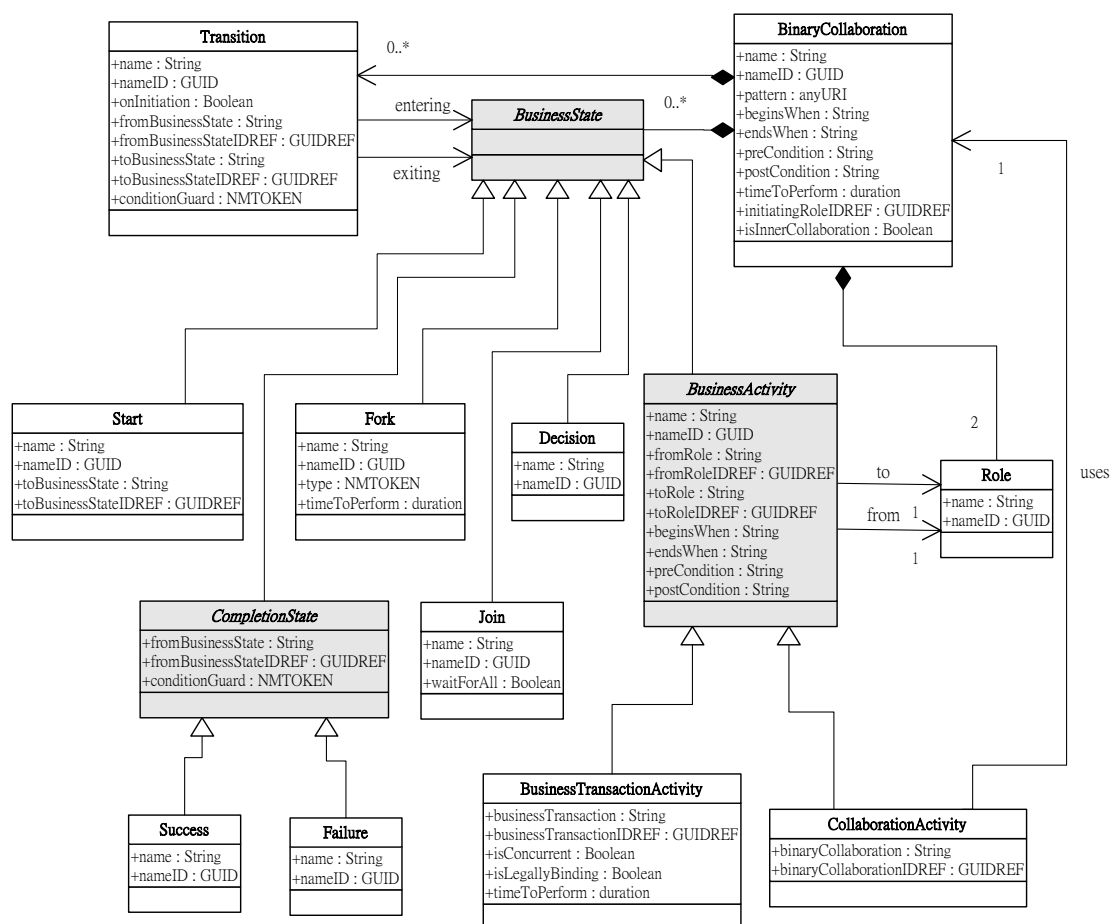 Transition
+name : String
+nameID : GUID
+onInitiation : Boolean
+fromBusinessState : String
+fromBusinessStateIDREF : GUIDREF
+toBusinessState : String
+toBusinessStateIDREF : GUIDREF
+conditionGuard : NMTOKEN
0..*
entering
exiting
BusinessState
0..*
BinaryCollaboration
+name : String
+nameID : GUID
+pattern : anyURI
+beginsWhen : String
+endsWhen : String
+preCondition : String
+postCondition : String
+timeToPerform : duration
+initiatingRoleIDREF : GUIDREF
+isInnerCollaboration : Boolean
1
Start
+name : String
+nameID : GUID
+toBusinessState : String
+toBusinessStateIDREF : GUIDREF
Fork
+name : String
+nameID : GUID
+type : NMTOKEN
+timeToPerform : duration
Decision
+name : String
+nameID : GUID
BusinessActivity
+name : String
+nameID : GUID
+fromRole : String
+fromRoleIDREF : GUIDREF
+toRole : String
+toRoleIDREF : GUIDREF
+beginsWhen : String
+endsWhen : String
+preCondition : String
+postCondition : String
to
1
from
1
2
Role
+name : String
+nameID : GUID
uses
CompletionState
+fromBusinessState : String
+fromBusinessStateIDREF : GUIDREF
+conditionGuard : NMTOKEN
Join
+name : String
+nameID : GUID
+waitForAll : Boolean
Success
+name : String
+nameID : GUID
Failure
+name : String
+nameID : GUID
BusinessTransactionActivity
+businessTransaction : String
+businessTransactionIDREF : GUIDREF
+isConcurrent : Boolean
+isLegallyBinding : Boolean
+timeToPerform : duration
CollaborationActivity
+binaryCollaboration : String
+binaryCollaborationIDREF : GUIDREF